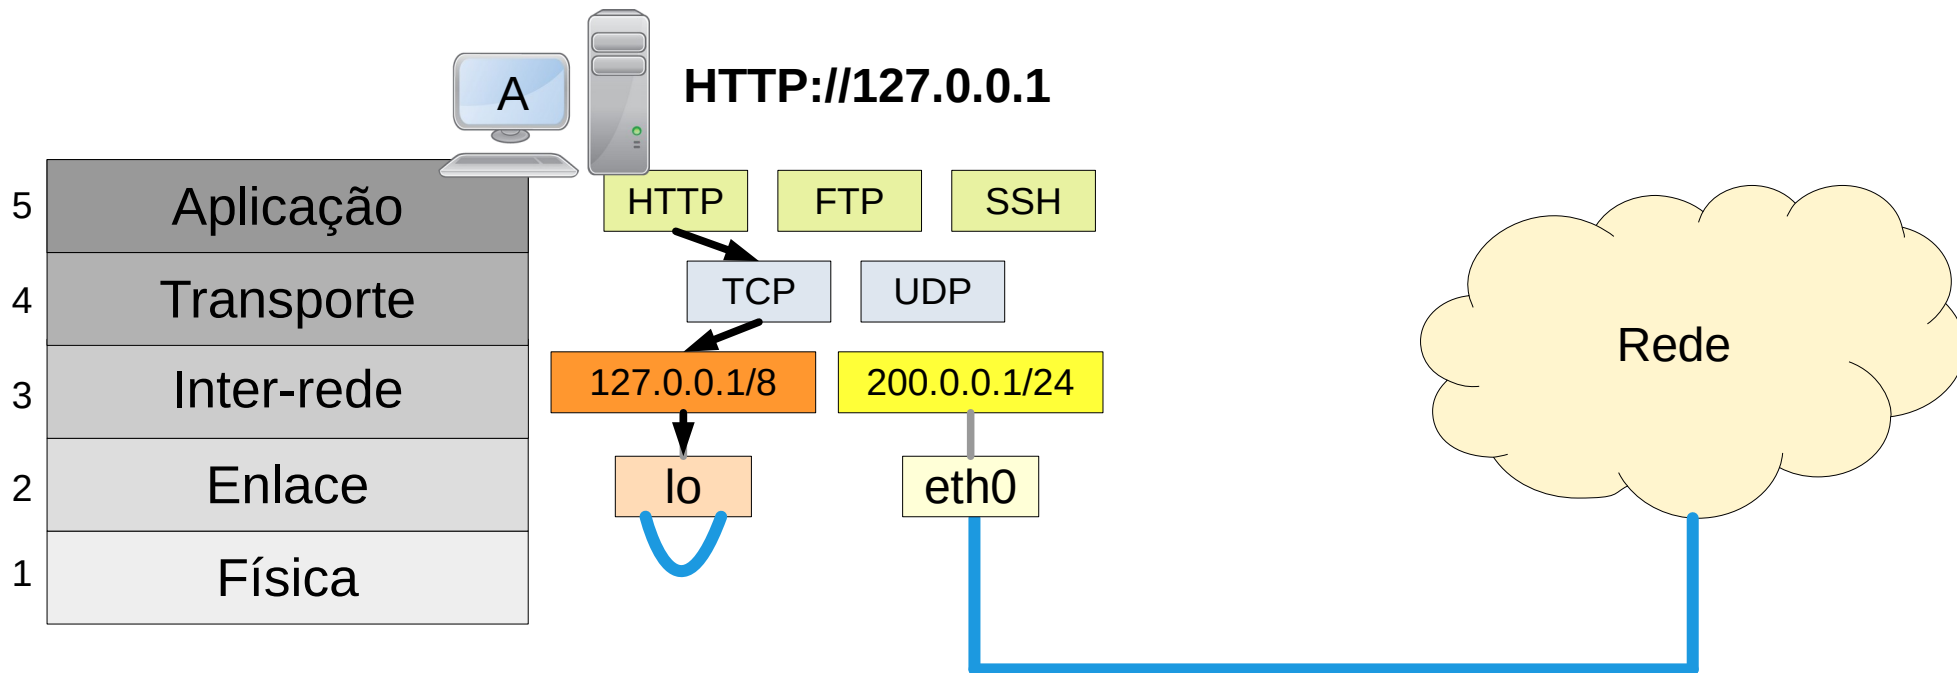 A
HTTP://127.0.0.1
5
Aplicação
HTTP
FTP
SSH
4
Transporte
TCP
UDP
3
Inter-rede
127.0.0.1/8
200.0.0.1/24
Rede
2
Enlace
lo
eth0
1
Física